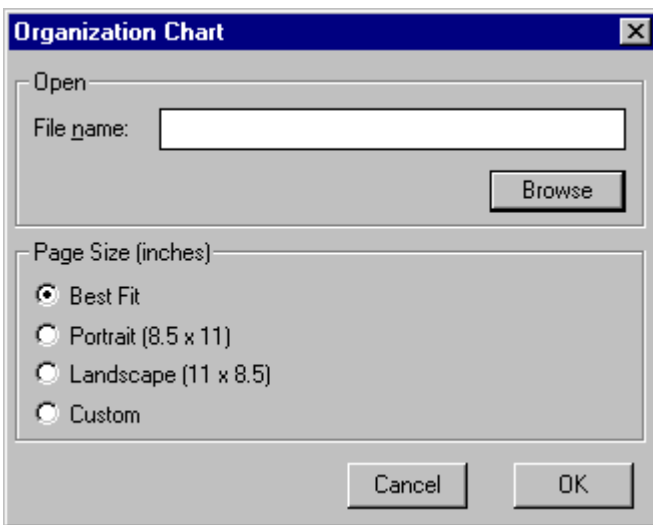 Organization Chart
Open
File name:
Browse
Page Size (inches)
Best Fit
Portrait (8.5 x 11)
Landscape (11 x 8.5)
Custom
Cancel OK